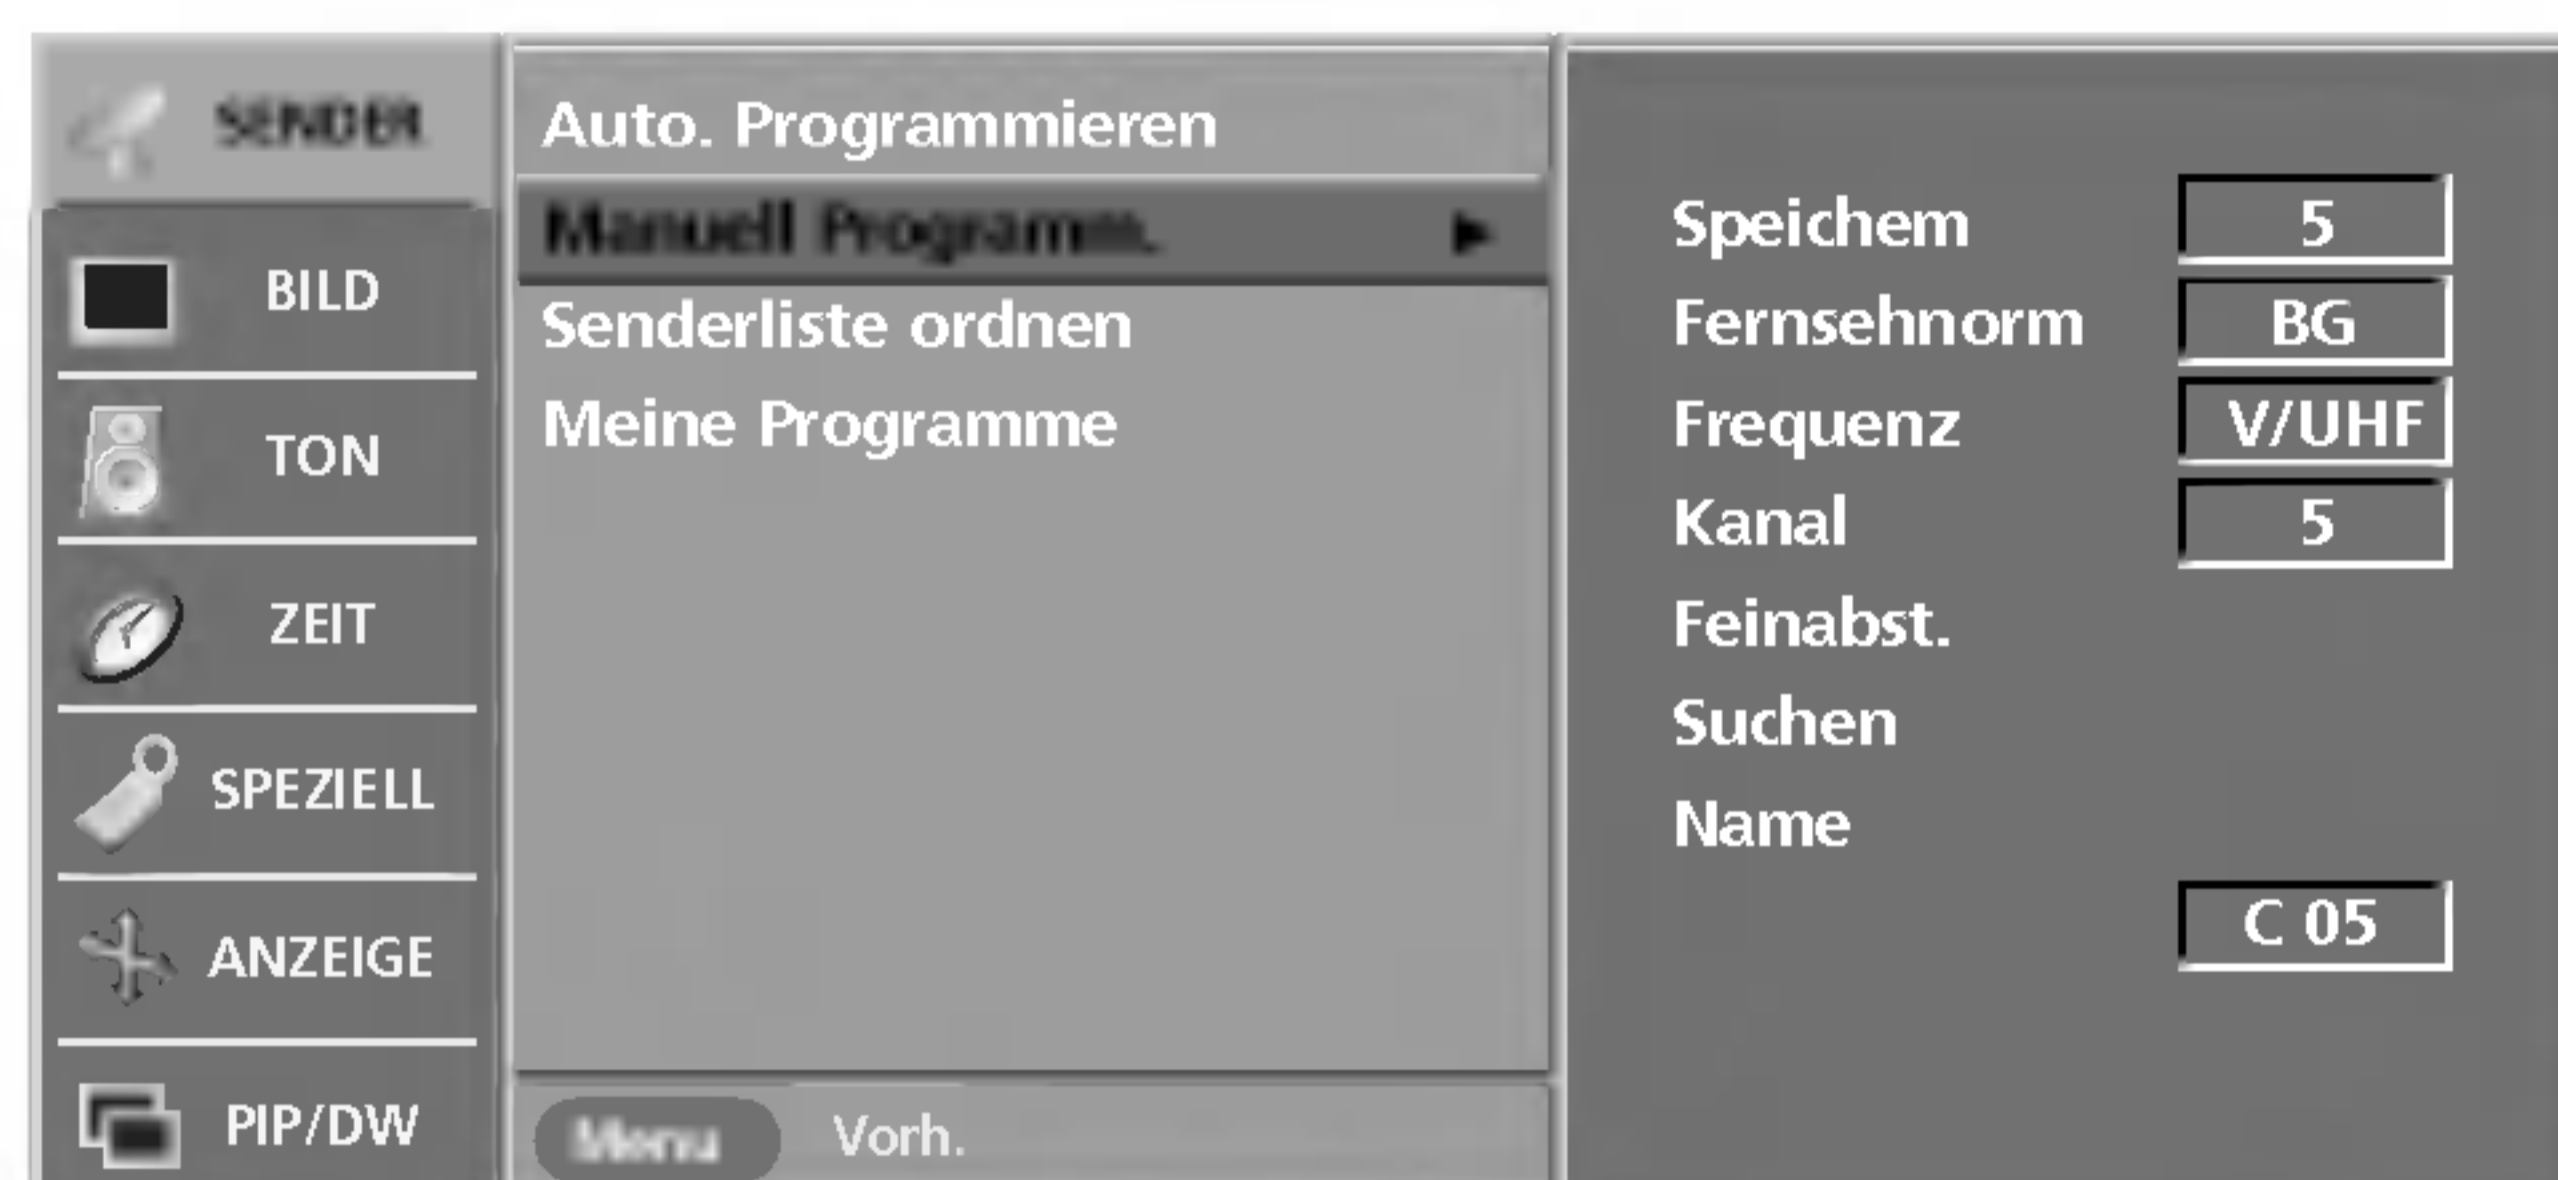 SENDER
BILD
TON
ZEIT
SPEZIELL
ANZEIGE
PIP/DW
Auto. Programmieren
Manuell Programm. ▶
Senderliste ordnen
Meine Programme
Menu Vorh.
Speichem 5
Fernsehnorm BG
Frequenz V/UHF
Kanal 5
Feinabst.
Suchen
Name
C 05